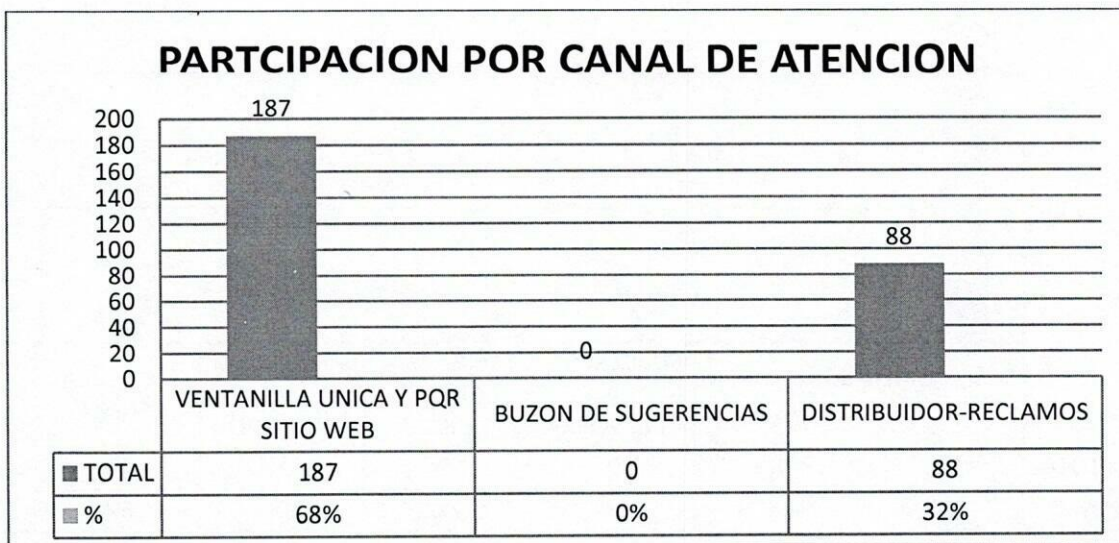 PARTCIPACION POR CANAL DE ATENCION
187
200
180
160
140
120
100
80
60
40
20
0
0
88
VENTANILLA UNICA Y PQR
SITIO WEB
BUZON DE SUGERENCIAS
DISTRIBUIDOR-RECLAMOS
TOTAL 187 0 88
% 68% 0% 32%